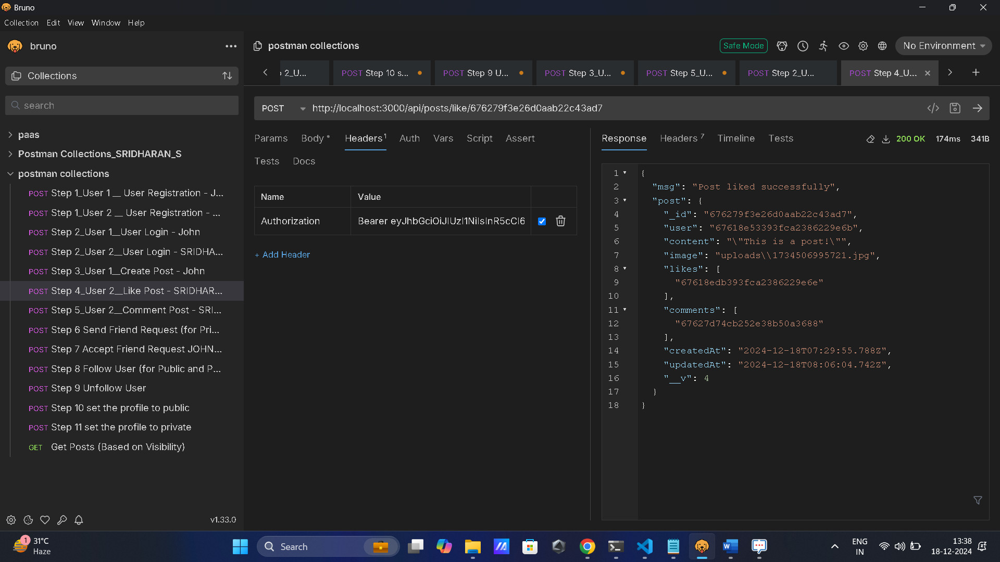 Bruno
Collection Edit View Window Help
bruno
Collections
search
paas
Postman Collections_SRIDHARAN_S
postman collections
POST Step 1_User 1 __ User Registration - J...
POST Step 1_User 2 __ User Registration - ...
POST Step 2_User 1__User Login - John
POST Step 2_User 2__User Login - SRIDHA...
POST Step 3_User 1__Create Post - John
POST Step 4_User 2__Like Post - SRIDHAR...
POST Step 5_User 2__Comment Post - SRI...
POST Step 6 Send Friend Request (for Pri...
POST Step 7 Accept Friend Request JOHN...
POST Step 8 Follow User (for Public and P...
POST Step 9 Unfollow User
POST Step 10 set the profile to public
POST Step 11 set the profile to private
GET Get Posts (Based on Visibility)
v1.33.0
postman collections
Safe Mode
No Environment
2_U...
POST Step 10 s...
POST Step 9 U...
POST Step 3_U...
POST Step 5_U...
POST Step 2_U...
POST Step 4_U...
POST http://localhost:3000/api/posts/like/676279f3e26d0aab22c43ad7
Params Body Headers 1 Auth Vars Script Assert
Tests Docs
Name Value
Authorization Bearer eyJhbGciOiJIUzI1NiIsInR5cCI6
+ Add Header
Response Headers 7 Timeline Tests 200 OK 174ms 341B
1 {
2 "msg": "Post liked successfully",
3 "post": {
4 "_id": "676279f3e26d0aab22c43ad7",
5 "user": "67618e53393fca2386229e6b",
6 "content": "\"This is a post!\"",
7 "image": "uploads\\1734506995721.jpg",
8 "likes": [
9 "67618edb393fca2386229e6e"
10 ],
11 "comments": [
12 "67627d74cb252e38b50a3688"
13 ],
14 "createdAt": "2024-12-18T07:29:55.788Z",
15 "updatedAt": "2024-12-18T08:06:04.742Z",
16 "__v": 4
17 }
18 }
1
31°C
Haze
Search
ENG
IN
13:38
18-12-2024